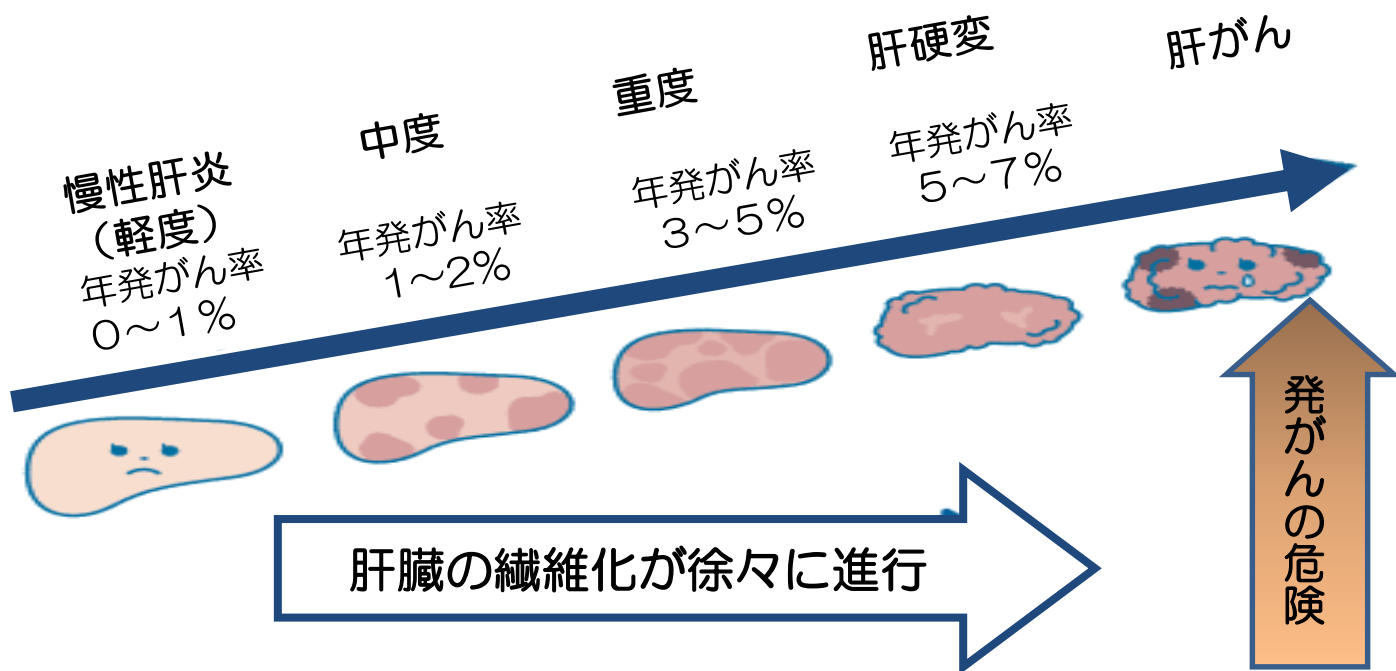 慢性肝炎
（軽度）
年発がん率
０～１％
中度
年発がん率
１～２％
重度
年発がん率
３～５％
肝硬変
年発がん率
５～７％
肝がん
肝臓の繊維化が徐々に進行
発がんの危険